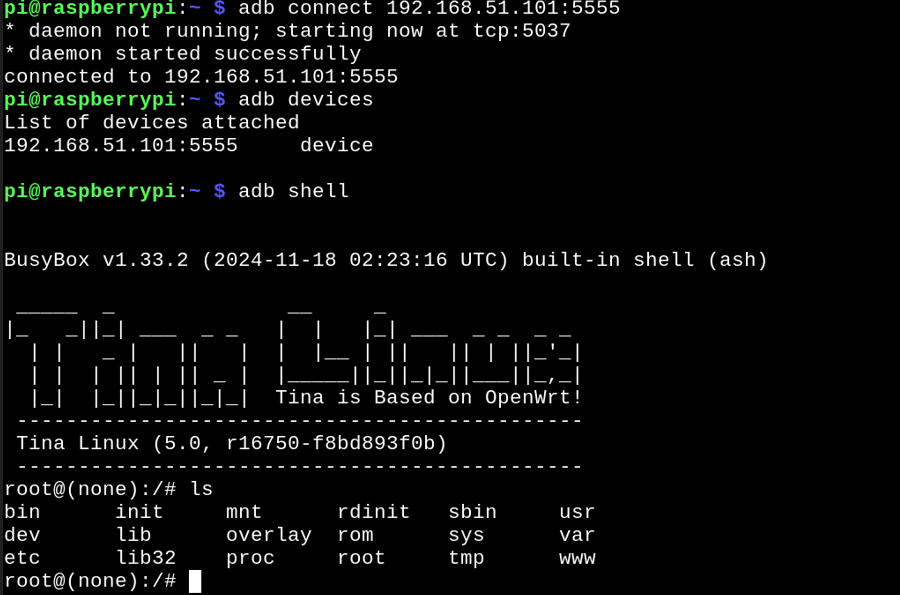 pi@raspberrypi:~ $ adb connect 192.168.51.101:5555
* daemon not running; starting now at tcp:5037
* daemon started successfully
connected to 192.168.51.101:5555
pi@raspberrypi:~ $ adb devices
List of devices attached
192.168.51.101:5555     device
pi@raspberrypi:~ $ adb shell
BusyBox v1.33.2 (2024-11-18 02:23:16 UTC) built-in shell (ash)
 _____  _              __     _
|_   _||_| ___  _ _   |  |   |_| ___  _ _  _ _
  | |   _ |   ||   |  |  |__ | ||   || | ||_'_|
  | |  | || | || _ |  |_____||_||_|_||___||_,_|
  |_|  |_||_|_||_|_|  Tina is Based on OpenWrt!
 ----------------------------------------------
 Tina Linux (5.0, r16750-f8bd893f0b)
 ----------------------------------------------
root@(none):/# ls
bin      init     mnt      rdinit   sbin     usr
dev      lib      overlay  rom      sys      var
etc      lib32    proc     root     tmp      www
root@(none):/#